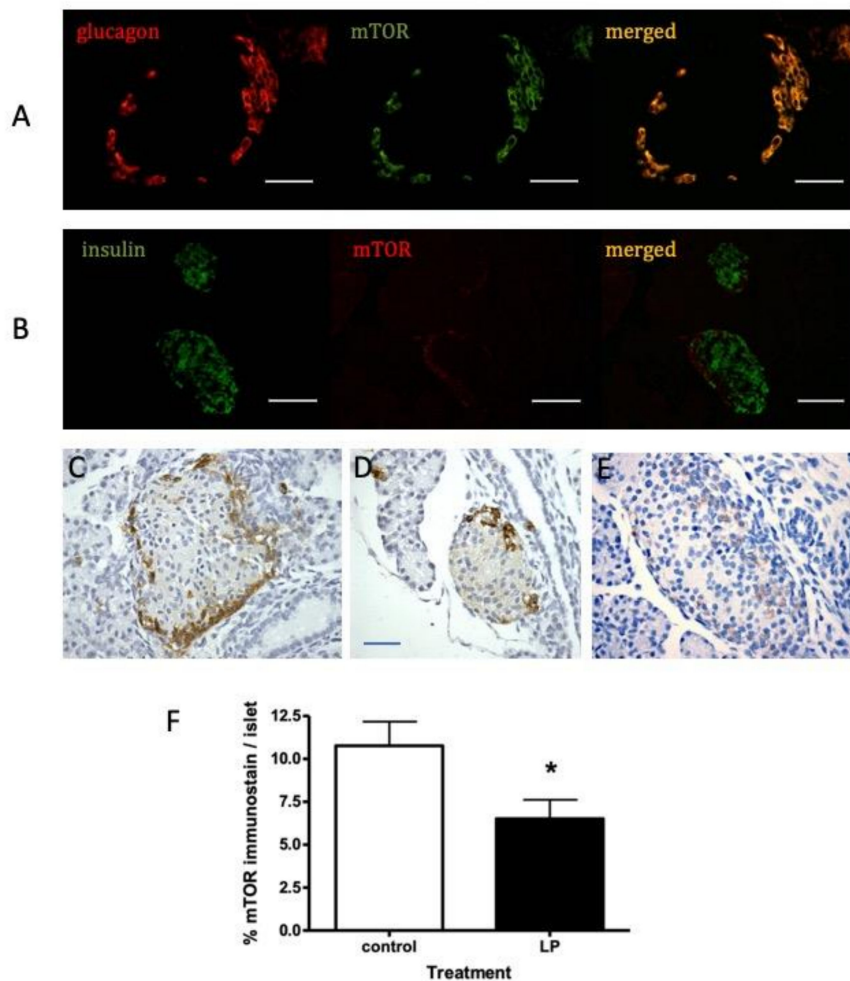 A
glucagon
mTOR
merged
B
insulin
mTOR
merged
C
D
E
F
% mTOR immunostain / islet
12.5
10.0
7.5
5.0
2.5
0.0
*
control
LP
Treatment